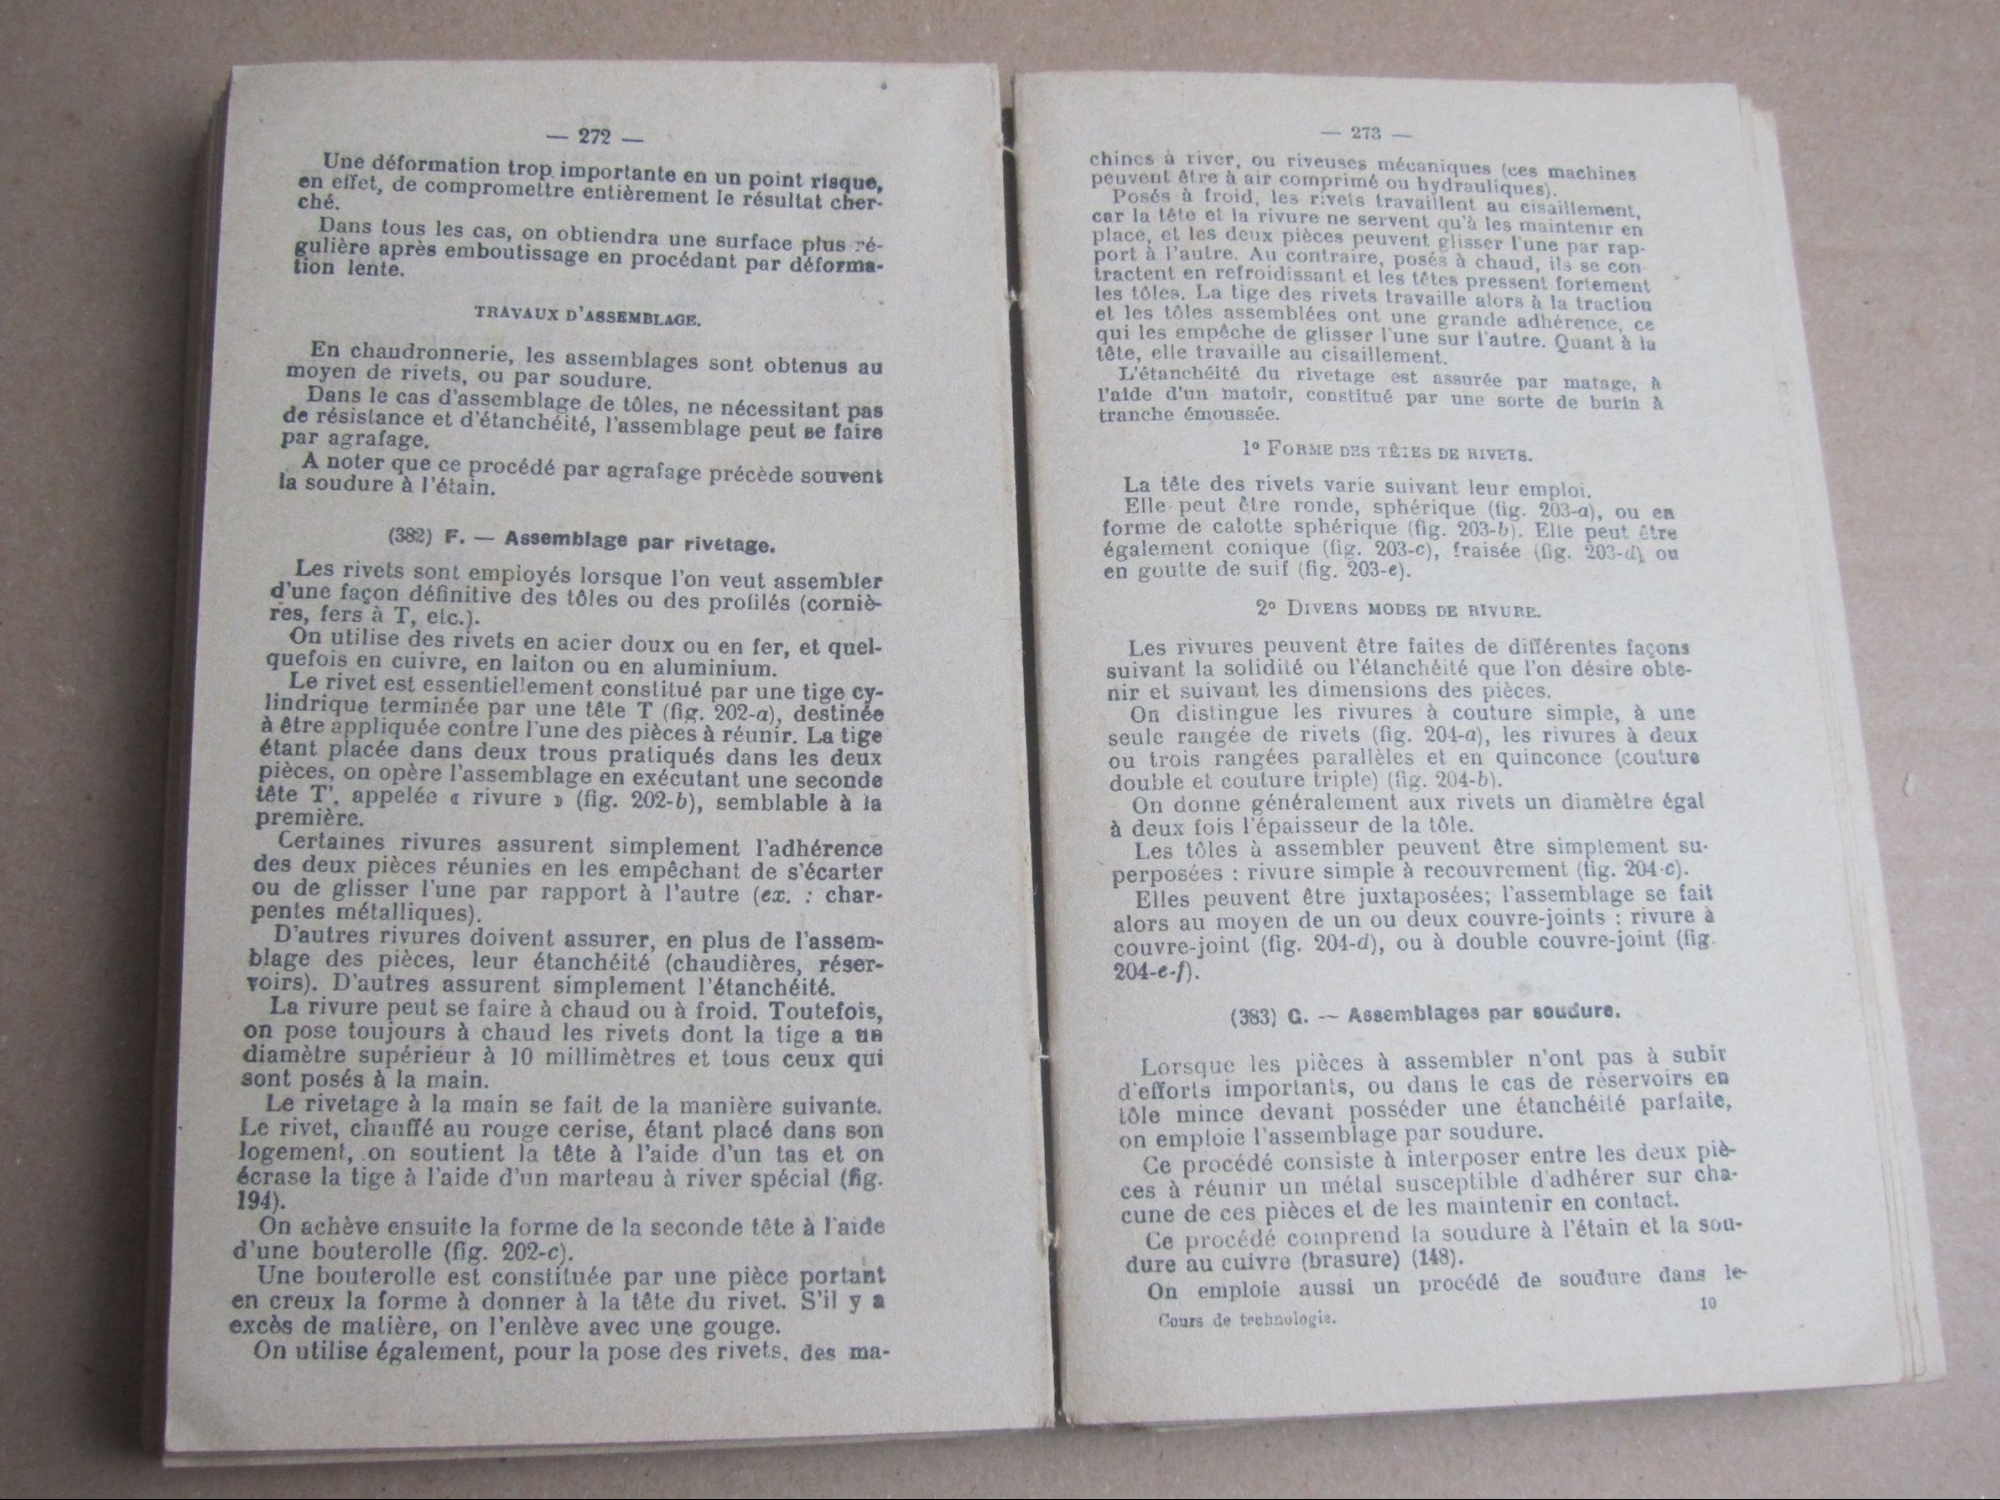 — 272 —
Une déformation trop importante en un point risque,
en effet, de compromettre entièrement le résultat cher-
ché.
Dans tous les cas, on obtiendra une surface plus ré-
gulière après emboutissage en procédant par déforma-
tion lente.
TRAVAUX D'ASSEMBLAGE.
En chaudronnerie, les assemblages sont obtenus au
moyen de rivets, ou par soudure.
Dans le cas d'assemblage de tôles, ne nécessitant pas
de résistance et d'étanchéité, l'assemblage peut se faire
par agrafage.
A noter que ce procédé par agrafage précède souvent
la soudure à l'étain.
(382) F. — Assemblage par rivetage.
Les rivets sont employés lorsque l'on veut assembler
d'une façon définitive des tôles ou des profilés (corniè-
res, fers à T, etc.).
On utilise des rivets en acier doux ou en fer, et quel-
quefois en cuivre, en laiton ou en aluminium.
Le rivet est essentiellement constitué par une tige cy-
lindrique terminée par une tête T (fig. 202-a), destinée
à être appliquée contre l'une des pièces à réunir. La tige
étant placée dans deux trous pratiqués dans les deux
pièces, on opère l'assemblage en exécutant une seconde
tête T', appelée « rivure » (fig. 202-b), semblable à la
première.
Certaines rivures assurent simplement l'adhérence
des deux pièces réunies en les empêchant de s'écarter
ou de glisser l'une par rapport à l'autre (ex. : char-
pentes métalliques).
D'autres rivures doivent assurer, en plus de l'assem-
blage des pièces, leur étanchéité (chaudières, réser-
voirs). D'autres assurent simplement l'étanchéité.
La rivure peut se faire à chaud ou à froid. Toutefois,
on pose toujours à chaud les rivets dont la tige a un
diamètre supérieur à 10 millimètres et tous ceux qui
sont posés à la main.
Le rivetage à la main se fait de la manière suivante.
Le rivet, chauffé au rouge cerise, étant placé dans son
logement, on soutient la tête à l'aide d'un tas et on
écrase la tige à l'aide d'un marteau à river spécial (fig.
194).
On achève ensuite la forme de la seconde tête à l'aide
d'une bouterolle (fig. 202-c).
Une bouterolle est constituée par une pièce portant
en creux la forme à donner à la tête du rivet. S'il y a
excès de matière, on l'enlève avec une gouge.
On utilise également, pour la pose des rivets, des ma-
— 273 —
chines à river, ou riveuses mécaniques (ces machines
peuvent être à air comprimé ou hydrauliques).
Posés à froid, les rivets travaillent au cisaillement,
car la tête et la rivure ne servent qu'à les maintenir en
place, et les deux pièces peuvent glisser l'une par rap-
port à l'autre. Au contraire, posés à chaud, ils se con-
tractent en refroidissant et les têtes pressent fortement
les tôles. La tige des rivets travaille alors à la traction
et les tôles assemblées ont une grande adhérence, ce
qui les empêche de glisser l'une sur l'autre. Quant à la
tête, elle travaille au cisaillement.
L'étanchéité du rivetage est assurée par matage, à
l'aide d'un matoir, constitué par une sorte de burin à
tranche émoussée.
1° FORME DES TÊTES DE RIVETS.
La tête des rivets varie suivant leur emploi.
Elle peut être ronde, sphérique (fig. 203-a), ou en
forme de calotte sphérique (fig. 203-b). Elle peut être
également conique (fig. 203-c), fraisée (fig. 203-d), ou
en goutte de suif (fig. 203-e).
2° DIVERS MODES DE RIVURE.
Les rivures peuvent être faites de différentes façons
suivant la solidité ou l'étanchéité que l'on désire obte-
nir et suivant les dimensions des pièces.
On distingue les rivures à couture simple, à une
seule rangée de rivets (fig. 204-a), les rivures à deux
ou trois rangées parallèles et en quinconce (couture
double et couture triple) (fig. 204-b).
On donne généralement aux rivets un diamètre égal
à deux fois l'épaisseur de la tôle.
Les tôles à assembler peuvent être simplement su-
perposées : rivure simple à recouvrement (fig. 204-c).
Elles peuvent être juxtaposées; l'assemblage se fait
alors au moyen de un ou deux couvre-joints : rivure à
couvre-joint (fig. 204-d), ou à double couvre-joint (fig.
204-e-f).
(383) G. — Assemblages par soudure.
Lorsque les pièces à assembler n'ont pas à subir
d'efforts importants, ou dans le cas de réservoirs en
tôle mince devant posséder une étanchéité parfaite,
on emploie l'assemblage par soudure.
Ce procédé consiste à interposer entre les deux piè-
ces à réunir un métal susceptible d'adhérer sur cha-
cune de ces pièces et de les maintenir en contact.
Ce procédé comprend la soudure à l'étain et la sou-
dure au cuivre (brasure) (148).
On emploie aussi un procédé de soudure dans le-
Cours de technologie. 10